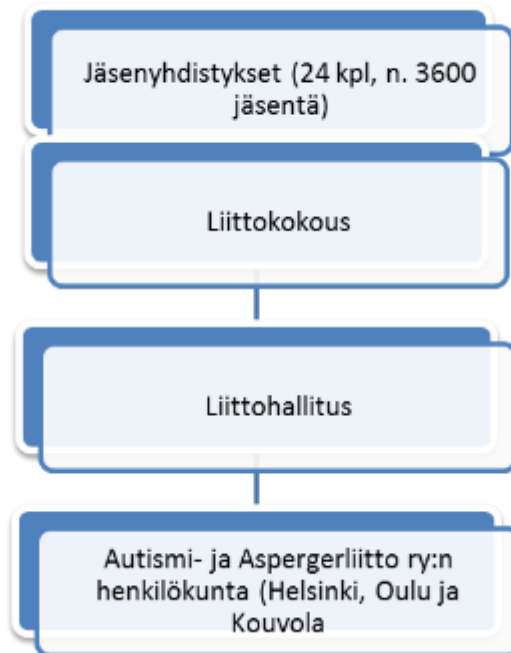 Jäsenyhdistykset (24 kpl, n. 3600
jäsentä)
Liittokokous
Liittohallitus
Autismi- ja Aspergerliitto ry:n
henkilökunta (Helsinki, Oulu ja
Kouvola